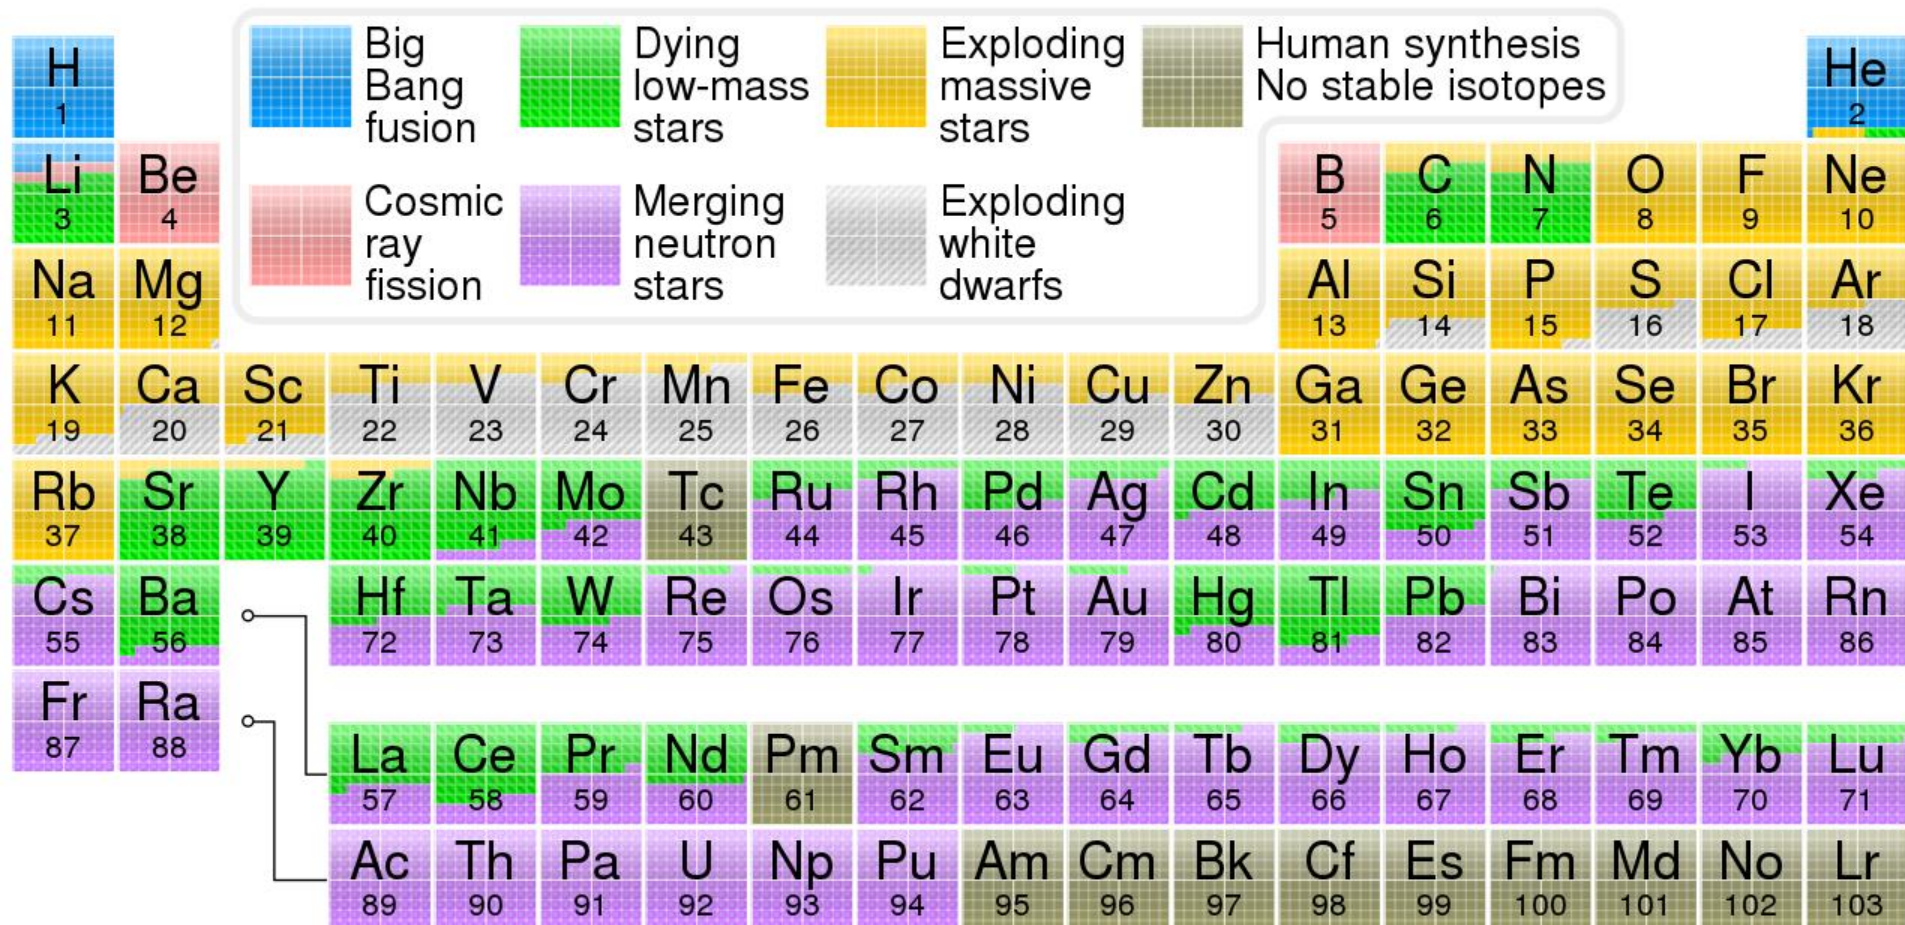 H
1
Big
Bang
fusion
Dying
low-mass
stars
Exploding
massive
stars
Human synthesis
No stable isotopes
He
2
Li
3
Be
4
Cosmic
ray
fission
Merging
neutron
stars
Exploding
white
dwarfs
B
5
C
6
N
7
O
8
F
9
Ne
10
Na
11
Mg
12
Al
13
Si
14
P
15
S
16
Cl
17
Ar
18
K
19
Ca
20
Sc
21
Ti
22
V
23
Cr
24
Mn
25
Fe
26
Co
27
Ni
28
Cu
29
Zn
30
Ga
31
Ge
32
As
33
Se
34
Br
35
Kr
36
Rb
37
Sr
38
Y
39
Zr
40
Nb
41
Mo
42
Tc
43
Ru
44
Rh
45
Pd
46
Ag
47
Cd
48
In
49
Sn
50
Sb
51
Te
52
I
53
Xe
54
Cs
55
Ba
56
Hf
72
Ta
73
W
74
Re
75
Os
76
Ir
77
Pt
78
Au
79
Hg
80
Tl
81
Pb
82
Bi
83
Po
84
At
85
Rn
86
Fr
87
Ra
88
La
57
Ce
58
Pr
59
Nd
60
Pm
61
Sm
62
Eu
63
Gd
64
Tb
65
Dy
66
Ho
67
Er
68
Tm
69
Yb
70
Lu
71
Ac
89
Th
90
Pa
91
U
92
Np
93
Pu
94
Am
95
Cm
96
Bk
97
Cf
98
Es
99
Fm
100
Md
101
No
102
Lr
103